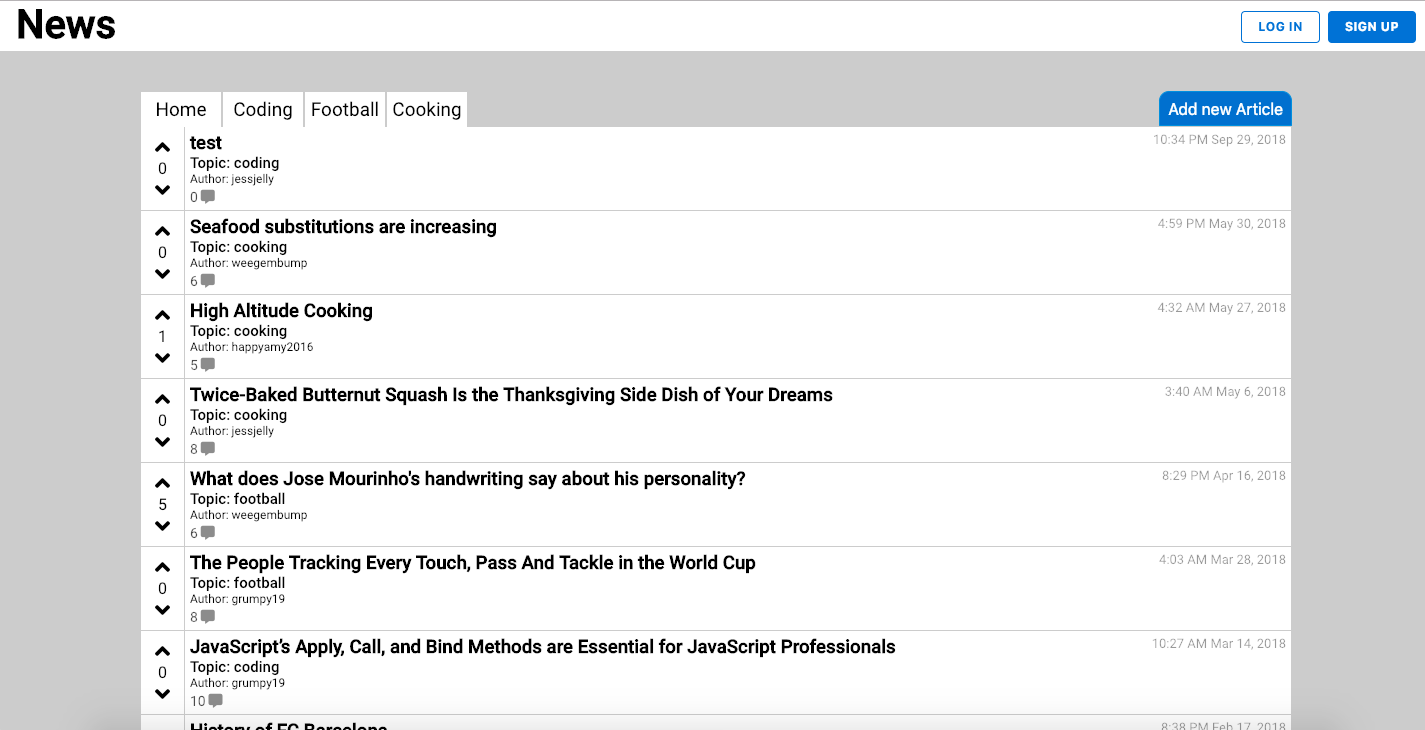 News
LOG IN
SIGN UP
Home Coding Football Cooking
Add new Article
test
10:34 PM Sep 29, 2018
Topic: coding
0
Author: jessjelly
0
Seafood substitutions are increasing
4:59 PM May 30, 2018
Topic: cooking
0
Author: weegembump
6
High Altitude Cooking
4:32 AM May 27, 2018
Topic: cooking
1
Author: happyamy2016
5
Twice-Baked Butternut Squash Is the Thanksgiving Side Dish of Your Dreams
3:40 AM May 6, 2018
Topic: cooking
0
Author: jessjelly
8
What does Jose Mourinho's handwriting say about his personality?
8:29 PM Apr 16, 2018
Topic: football
5
Author: weegembump
6
The People Tracking Every Touch, Pass And Tackle in the World Cup
4:03 AM Mar 28, 2018
Topic: football
0
Author: grumpy19
8
JavaScript’s Apply, Call, and Bind Methods are Essential for JavaScript Professionals
10:27 AM Mar 14, 2018
Topic: coding
0
Author: grumpy19
10
History of FC Barcelona
8:38 PM Feb 17, 2018